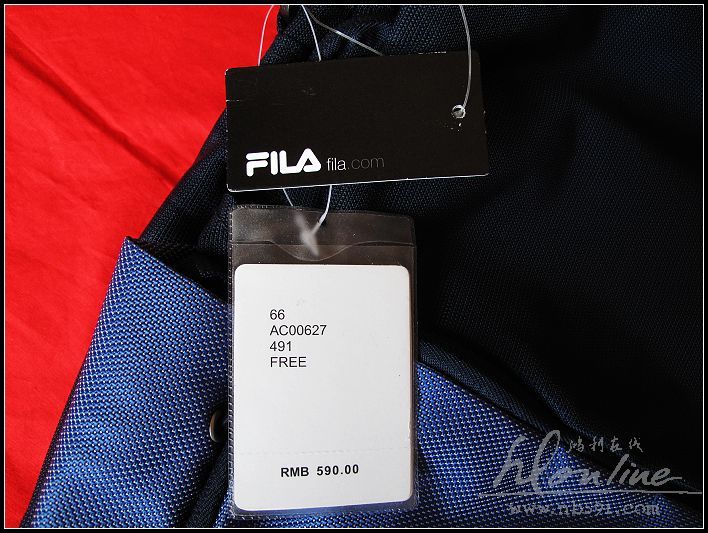 FILA fila.com
66
AC00627
491
FREE
RMB 590.00
鸿利在线
hlonline
www.nb591.com